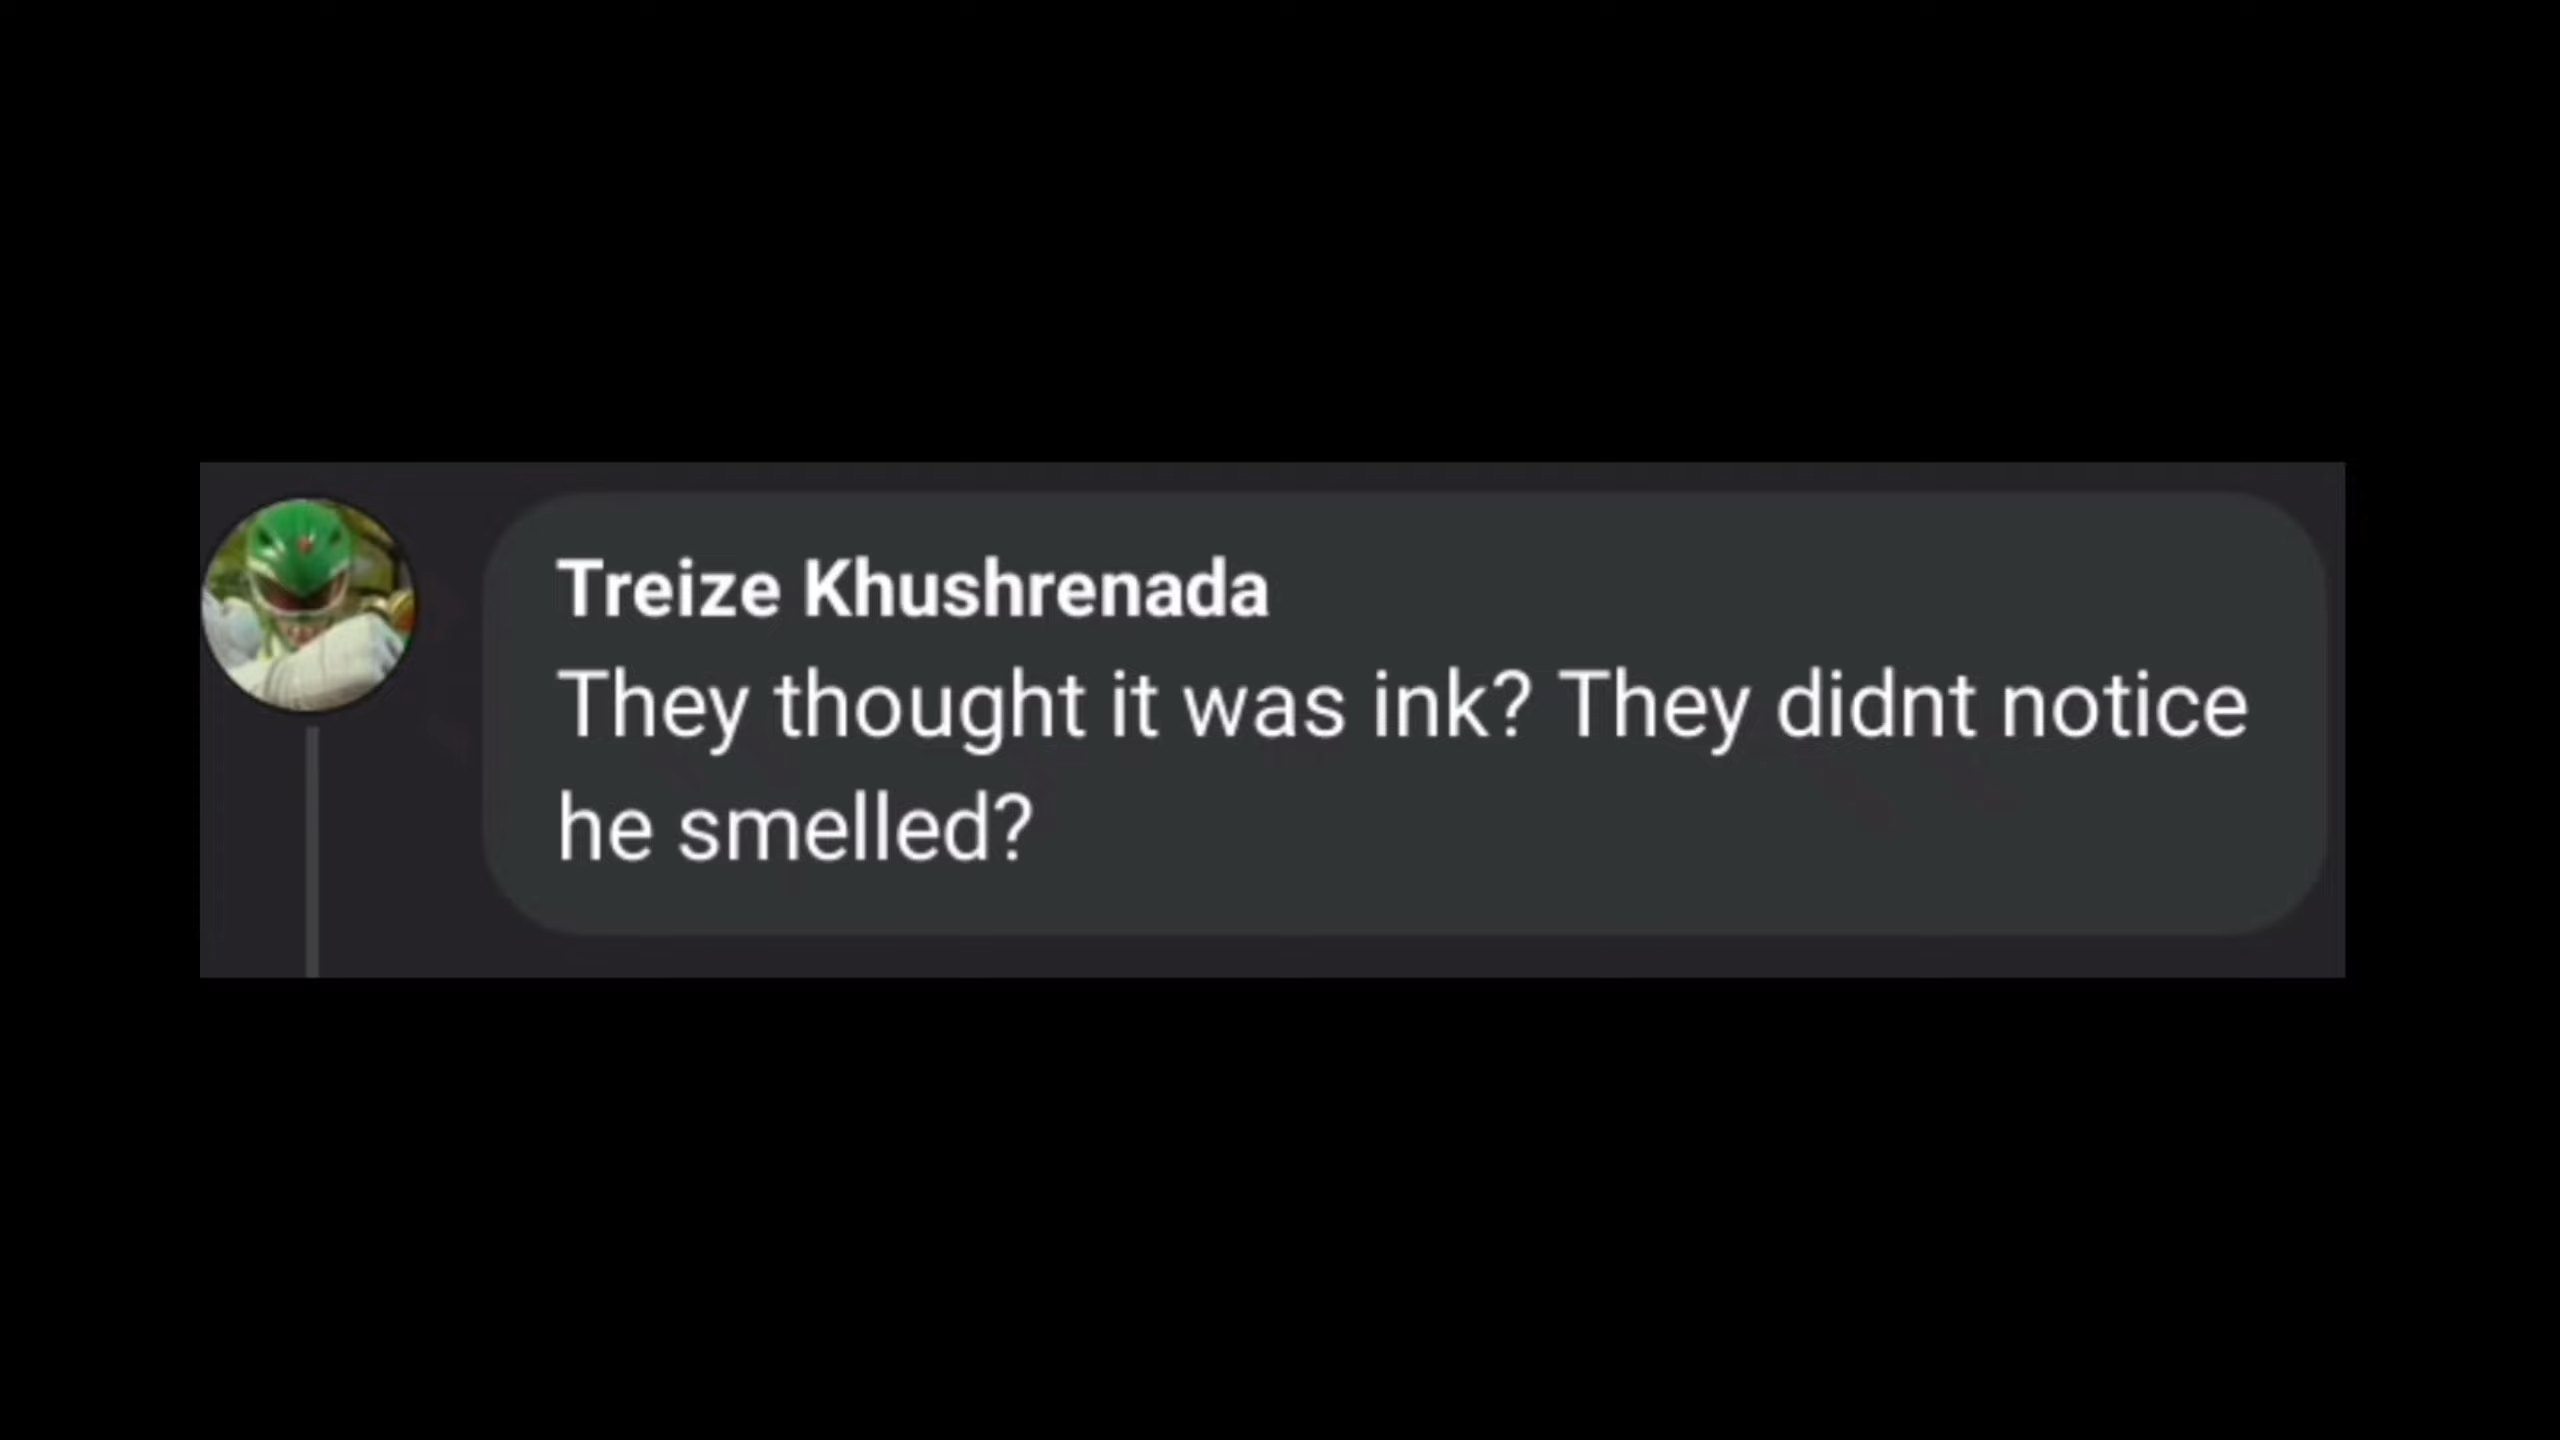 Treize Khushrenada
They thought it was ink? They didnt notice
he smelled?